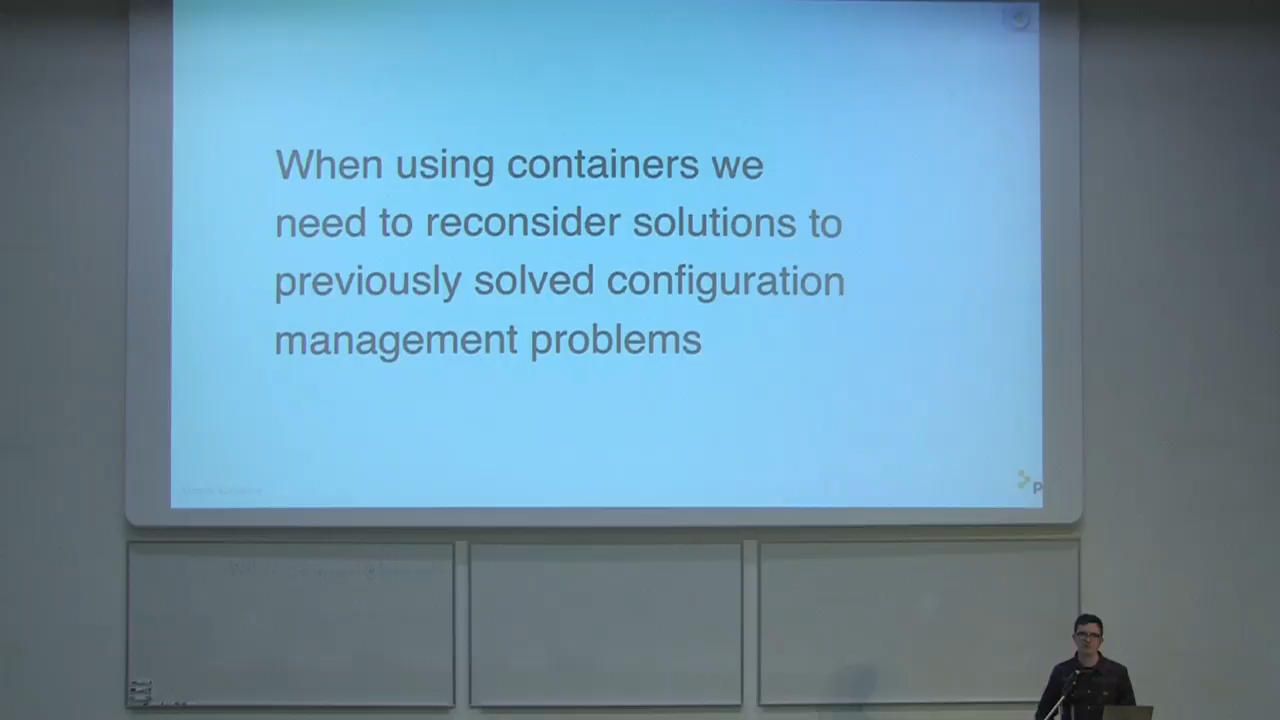 When using containers we
need to reconsider solutions to
previously solved configuration
management problems
p